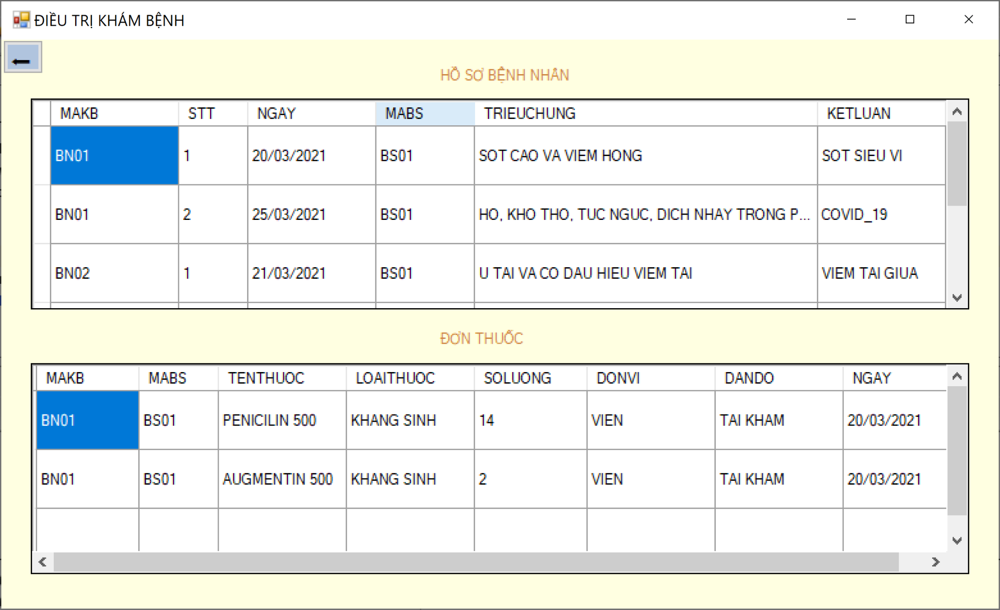 ĐIỀU TRỊ KHÁM BỆNH
HỒ SƠ BỆNH NHÂN
MAKB STT NGAY MABS TRIEUCHUNG KETLUAN
BN01 1 20/03/2021 BS01 SOT CAO VA VIEM HONG SOT SIEU VI
BN01 2 25/03/2021 BS01 HO, KHO THO, TUC NGUC, DICH NHAY TRONG P... COVID_19
BN02 1 21/03/2021 BS01 U TAI VA CO DAU HIEU VIEM TAI VIEM TAI GIUA
ĐƠN THUỐC
MAKB MABS TENTHUOC LOAITHUOC SOLUONG DONVI DANDO NGAY
BN01 BS01 PENICILIN 500 KHANG SINH 14 VIEN TAI KHAM 20/03/2021
BN01 BS01 AUGMENTIN 500 KHANG SINH 2 VIEN TAI KHAM 20/03/2021